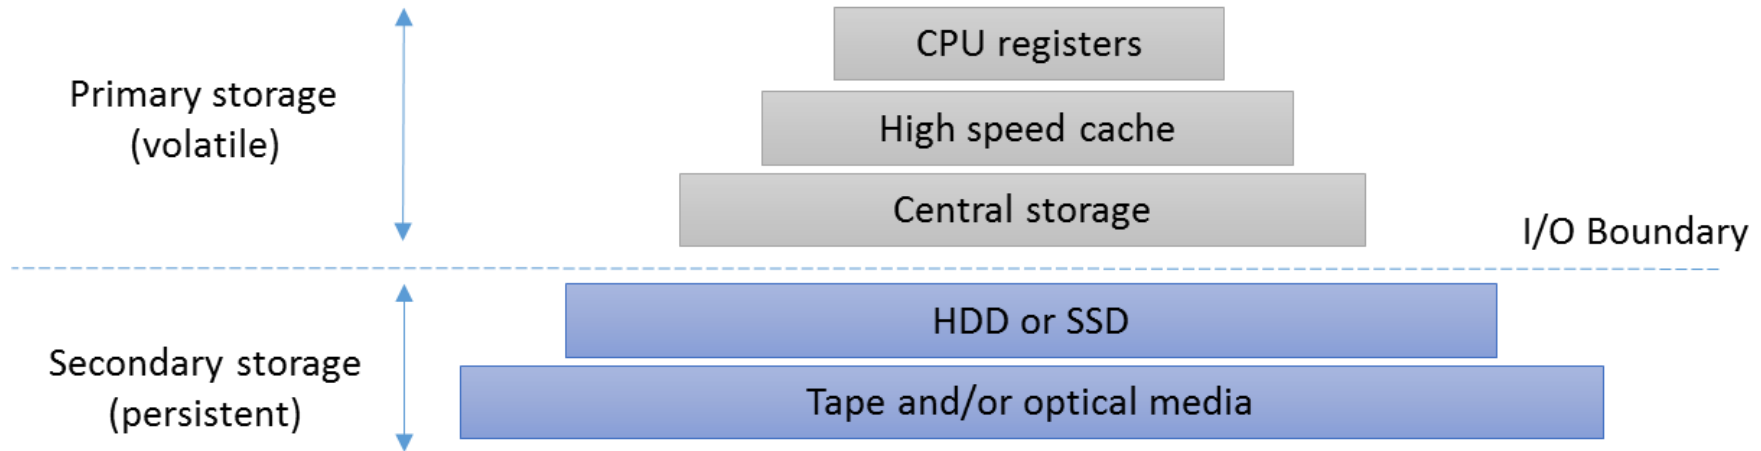 CPU registers
Primary storage
(volatile)
High speed cache
Central storage
I/O Boundary
HDD or SSD
Secondary storage
(persistent)
Tape and/or optical media